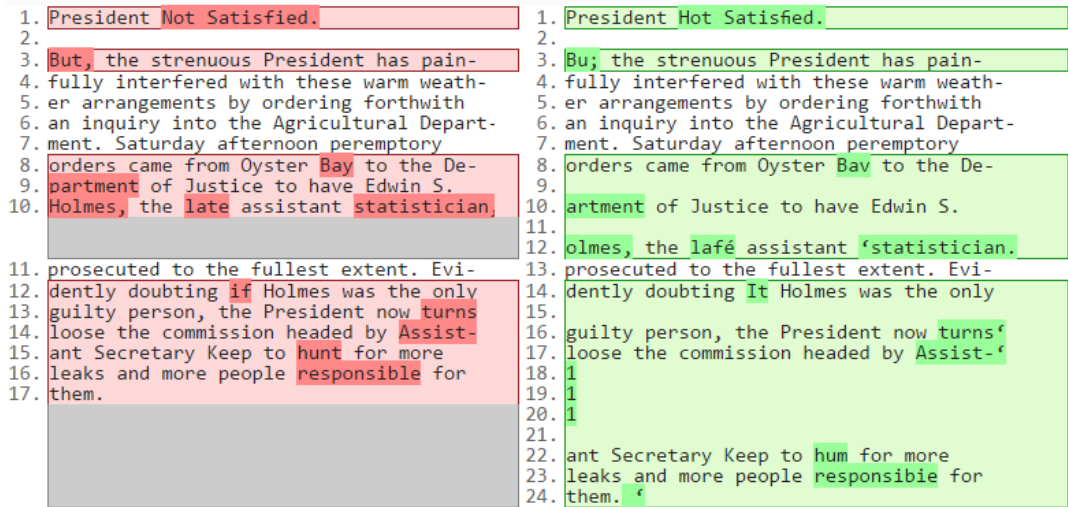 1. President Not Satisfied.
2.
3. But, the strenuous President has pain-
4. fully interfered with these warm weath-
5. er arrangements by ordering forthwith
6. an inquiry into the Agricultural Depart-
7. ment. Saturday afternoon peremptory
8. orders came from Oyster Bay to the De-
9. partment of Justice to have Edwin S.
10. Holmes, the late assistant statistician,
11. prosecuted to the fullest extent. Evi-
12. dently doubting if Holmes was the only
13. guilty person, the President now turns
14. loose the commission headed by Assist-
15. ant Secretary Keep to hunt for more
16. leaks and more people responsible for
17. them.
1. President Hot Satisfied.
2.
3. Bu; the strenuous President has pain-
4. fully interfered with these warm weath-
5. er arrangements by ordering forthwith
6. an inquiry into the Agricultural Depart-
7. ment. Saturday afternoon peremptory
8. orders came from Oyster Bav to the De-
9.
10. artment of Justice to have Edwin S.
11.
12. olmes, the lafé assistant ‘statistician.
13. prosecuted to the fullest extent. Evi-
14. dently doubting It Holmes was the only
15.
16. guilty person, the President now turns‘
17. loose the commission headed by Assist-‘
18. 1
19. 1
20. 1
21.
22. ant Secretary Keep to hum for more
23. leaks and more people responsibie for
24. them. ‘